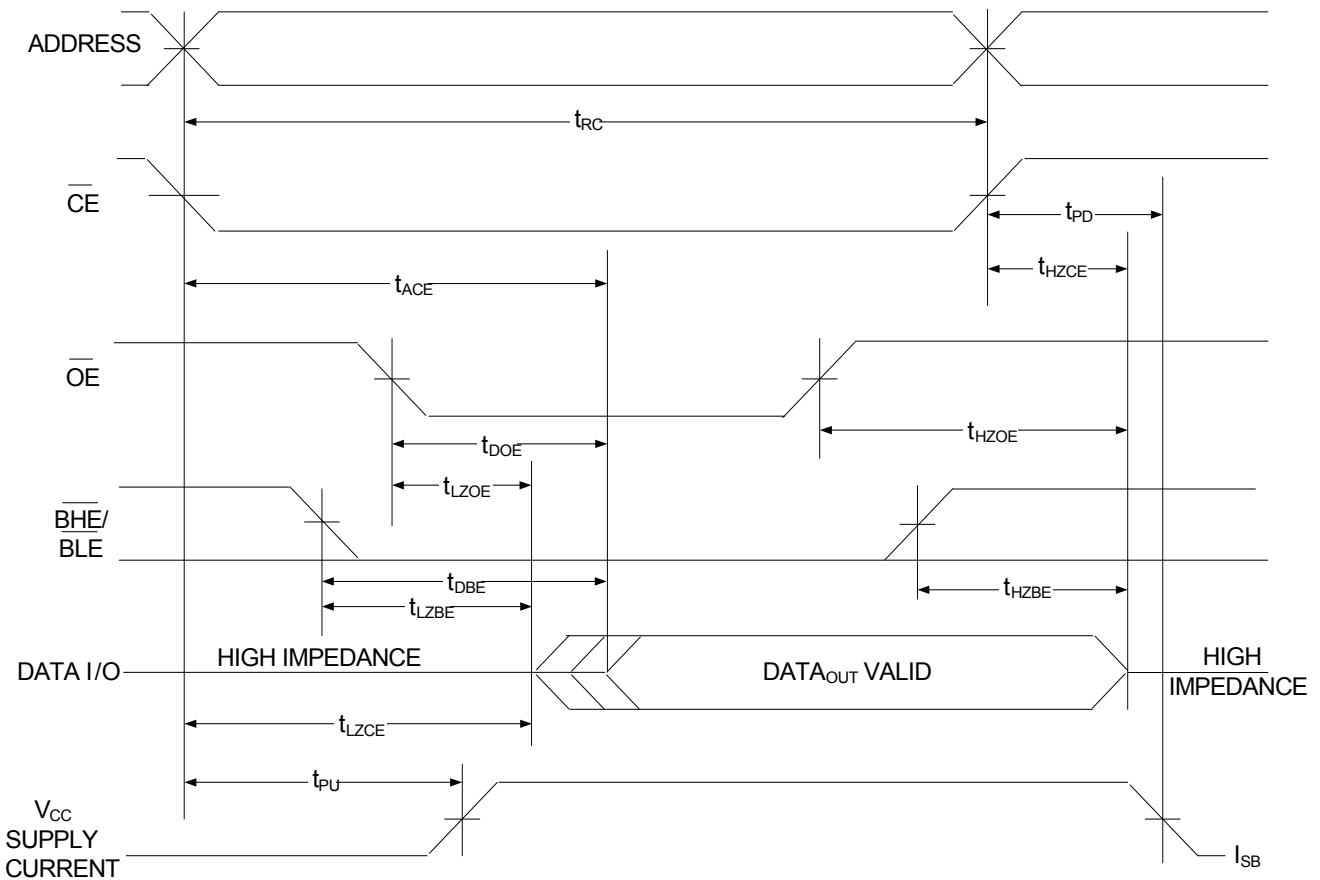 ADDRESS
tRC
CE
tPD
tHZCE
tACE
OE
tDOE
tHZOE
tLZOE
BHE/
BLE
tDBE
tHZBE
tLZBE
DATA I/O
HIGH IMPEDANCE
DATAOUT VALID
HIGH
IMPEDANCE
tLZCE
tPU
VCC
SUPPLY
CURRENT
ISB